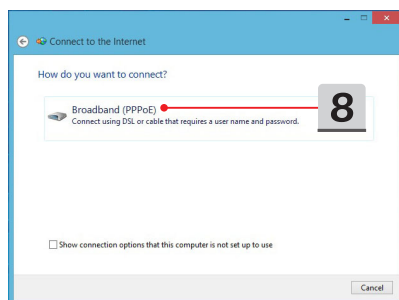 Connect to the Internet
How do you want to connect?
Broadband (PPPoE)
Connect using DSL or cable that requires a user name and password.
8
Show connection options that this computer is not set up to use
Cancel